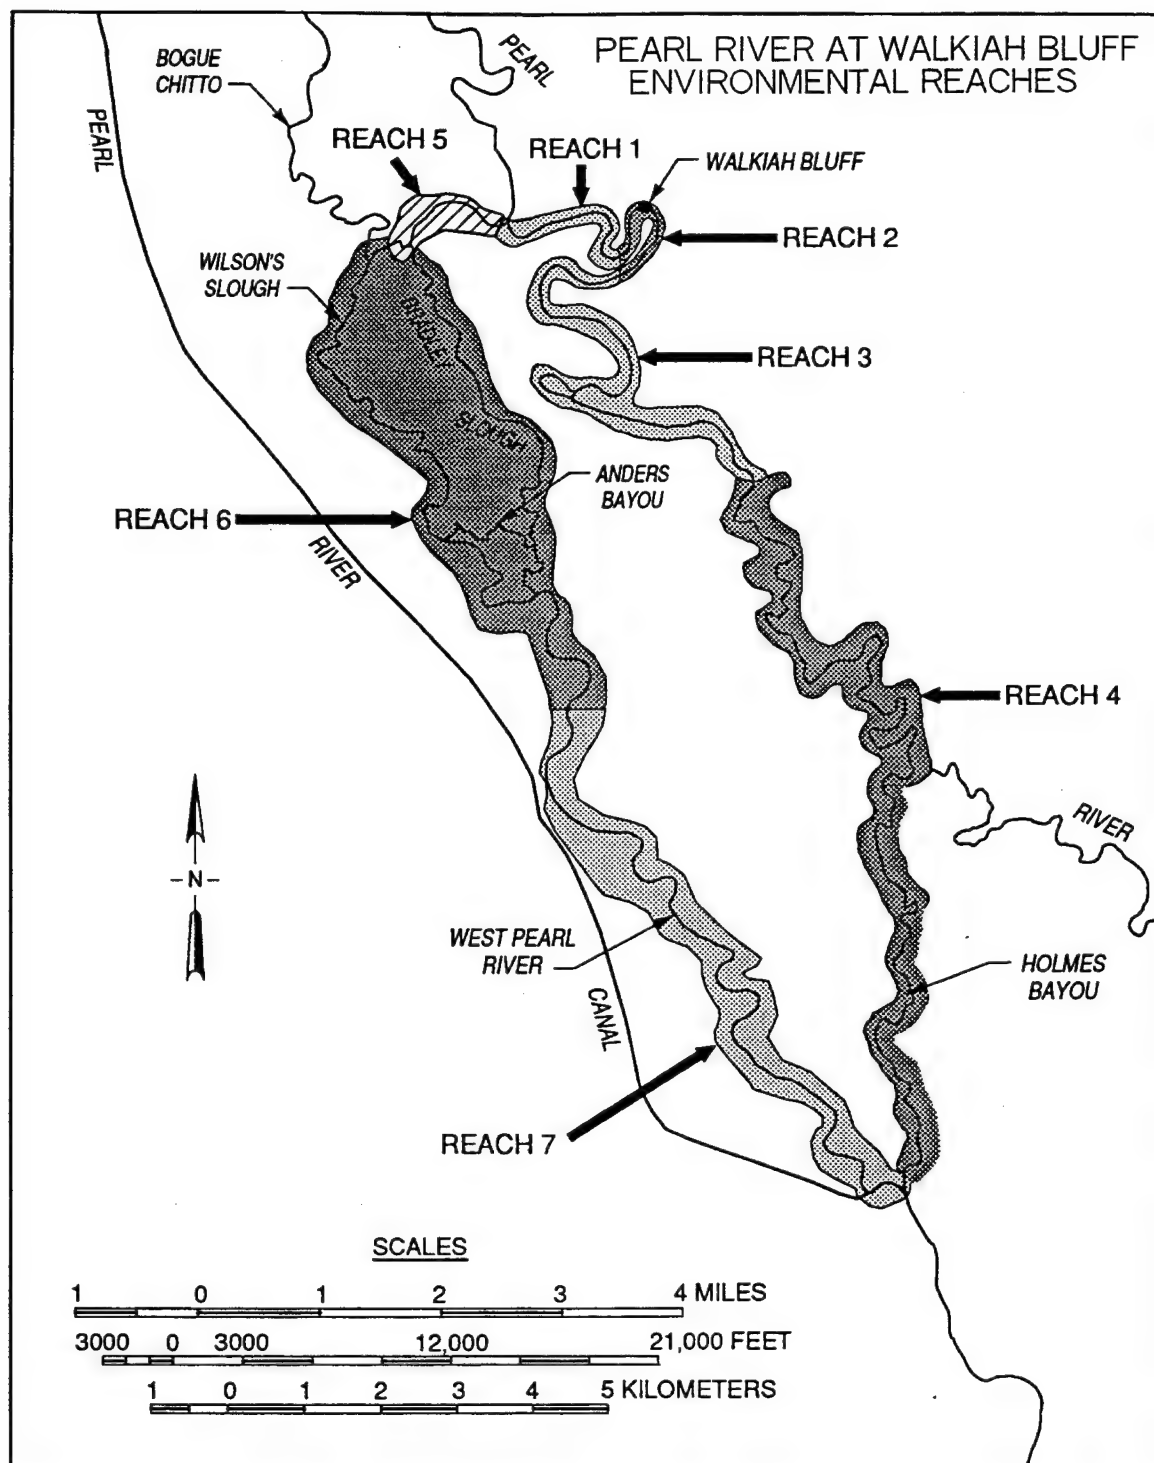 PEARL RIVER AT WALKIAH BLUFF
ENVIRONMENTAL REACHES
BOGUE
CHITTO
PEARL
PEARL
REACH 5
REACH 1
WALKIAH BLUFF
REACH 2
WILSON'S
SLOUGH
BRADLEY
SLOUGH
REACH 3
ANDERS
BAYOU
REACH 6
RIVER
REACH 4
RIVER
-N-
WEST PEARL
RIVER
HOLMES
BAYOU
CANAL
REACH 7
SCALES
1 0 1 2 3 4 MILES
3000 0 3000 12,000 21,000 FEET
1 0 1 2 3 4 5 KILOMETERS